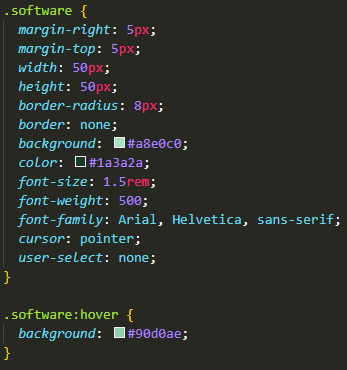 .software {
margin-right: 5px;
margin-top: 5px;
width: 50px;
height: 50px;
border-radius: 8px;
border: none;
background: #a8e0c0;
color: #1a3a2a;
font-size: 1.5rem;
font-weight: 500;
font-family: Arial, Helvetica, sans-serif;
cursor: pointer;
user-select: none;
}
.software:hover {
background: #90d0ae;
}